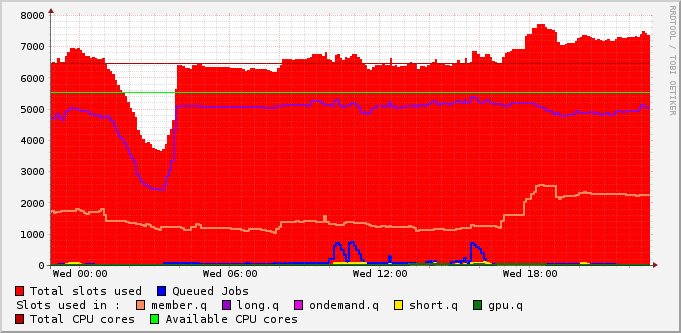 8000
7000
6000
5000
4000
3000
2000
1000
0
Wed 00:00 Wed 06:00 Wed 12:00 Wed 18:00
RRDTOOL / TOBI OETIKER
Total slots used Queued Jobs
Slots used in : member.q long.q ondemand.q short.q gpu.q
Total CPU cores Available CPU cores